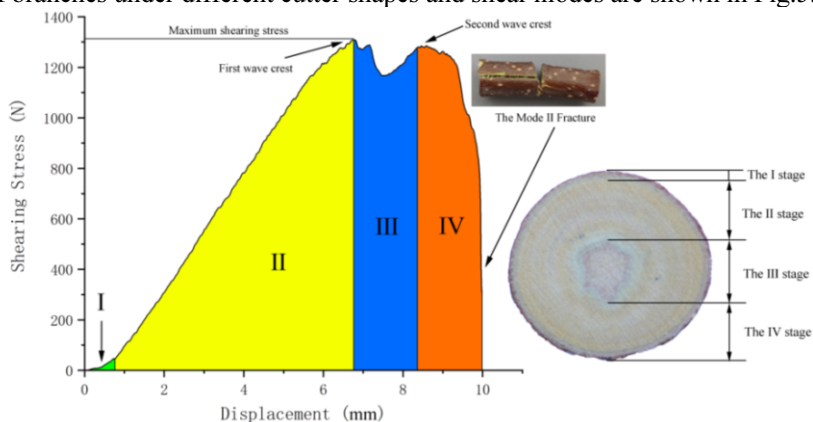 branches under different cutter shapes and shear modes are shown in Fig.5
1400
1200
1000
800
600
400
200
0
Shearing Stress (N)
Maximum shearing stress
First wave crest
Second wave crest
The Mode II Fracture
I
II
III
IV
0 2 4 6 8 10
Displacement (mm)
The I stage
The II stage
The III stage
The IV stage